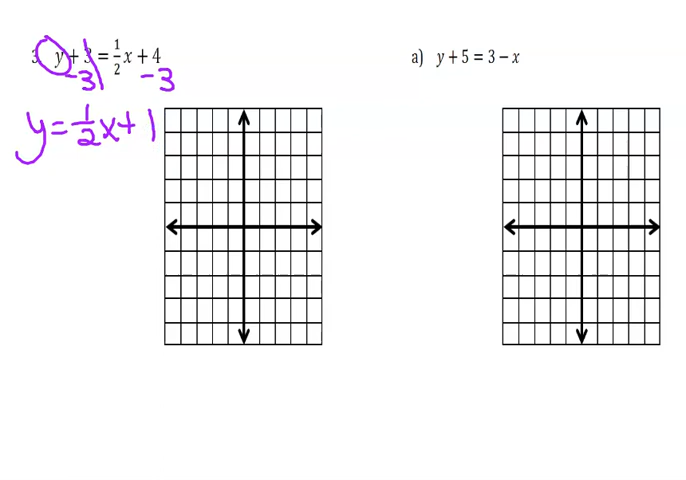 3. y + 3 = 1/2 x + 4
-3 -3
y = 1/2 x + 1
a) y + 5 = 3 − x